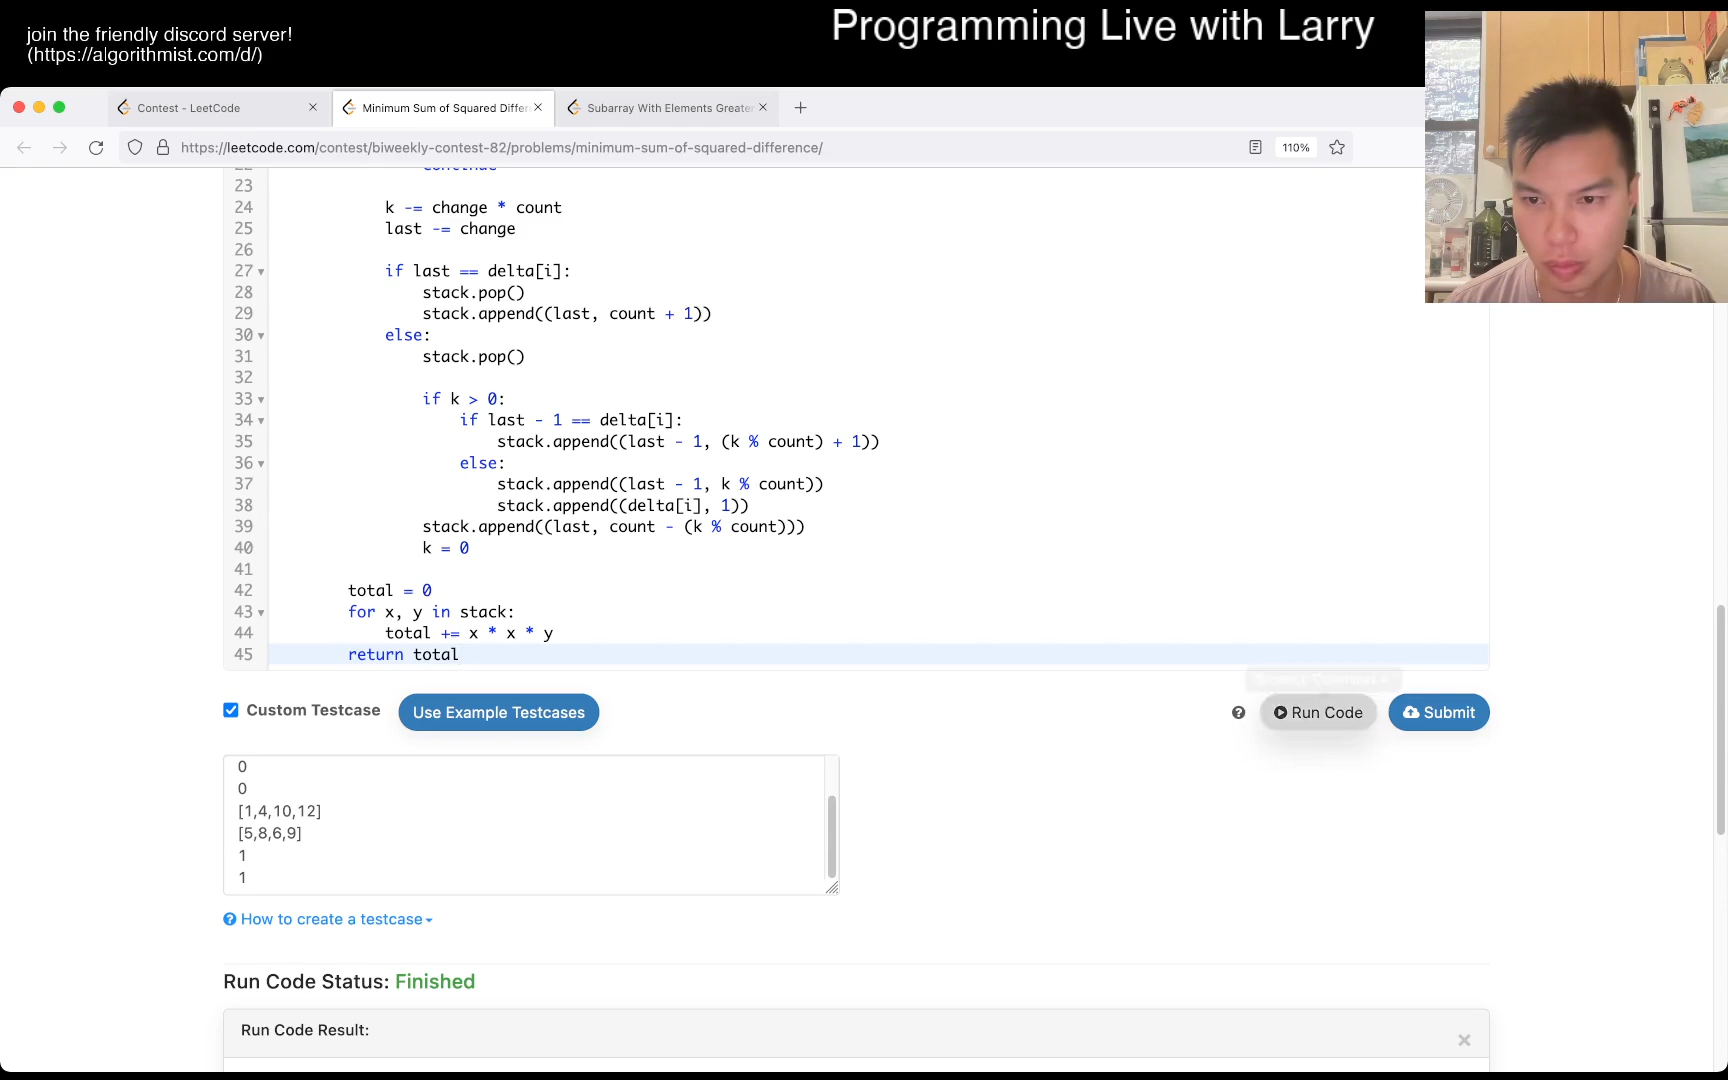 join the friendly discord server!
(https://algorithmist.com/d/)
Programming Live with Larry
Contest - LeetCode
Minimum Sum of Squared Differ
Subarray With Elements Greater
https://leetcode.com/contest/biweekly-contest-82/problems/minimum-sum-of-squared-difference/
110%
22 continue
23
24 k -= change * count
25 last -= change
26
27 if last == delta[i]:
28 stack.pop()
29 stack.append((last, count + 1))
30 else:
31 stack.pop()
32
33 if k > 0:
34 if last - 1 == delta[i]:
35 stack.append((last - 1, (k % count) + 1))
36 else:
37 stack.append((last - 1, k % count))
38 stack.append((delta[i], 1))
39 stack.append((last, count - (k % count)))
40 k = 0
41
42 total = 0
43 for x, y in stack:
44 total += x * x * y
45 return total
Custom Testcase
Use Example Testcases
Run Code
Submit
0
0
[1,4,10,12]
[5,8,6,9]
1
1
How to create a testcase
Run Code Status: Finished
Run Code Result: